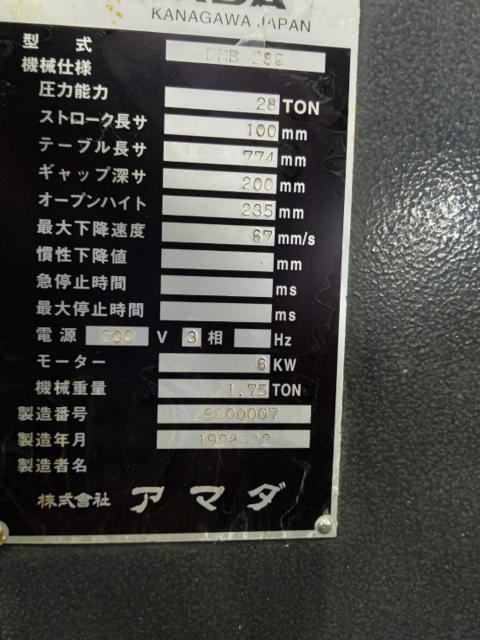 KANAGAWA JAPAN
型式
機械仕様
圧力能力 28 TON
ストローク長サ 100 mm
テーブル長サ 774 mm
ギャップ深サ 200 mm
オープンハイト 235 mm
最大下降速度 67 mm/s
慣性下降値 mm
急停止時間 ms
最大停止時間 ms
電源 200 V 3 相 Hz
モーター 6 KW
機械重量 1.75 TON
製造番号
製造年月
製造者名
株式会社 アマダ